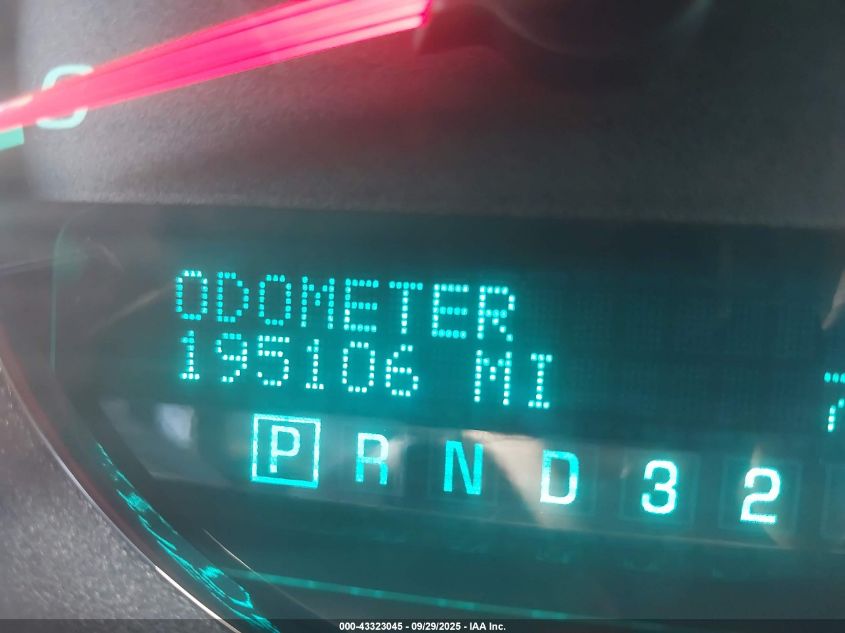 ODOMETER
195106 MI
P R N D 3 2
000-43323045 - 09/29/2025 - IAA Inc.